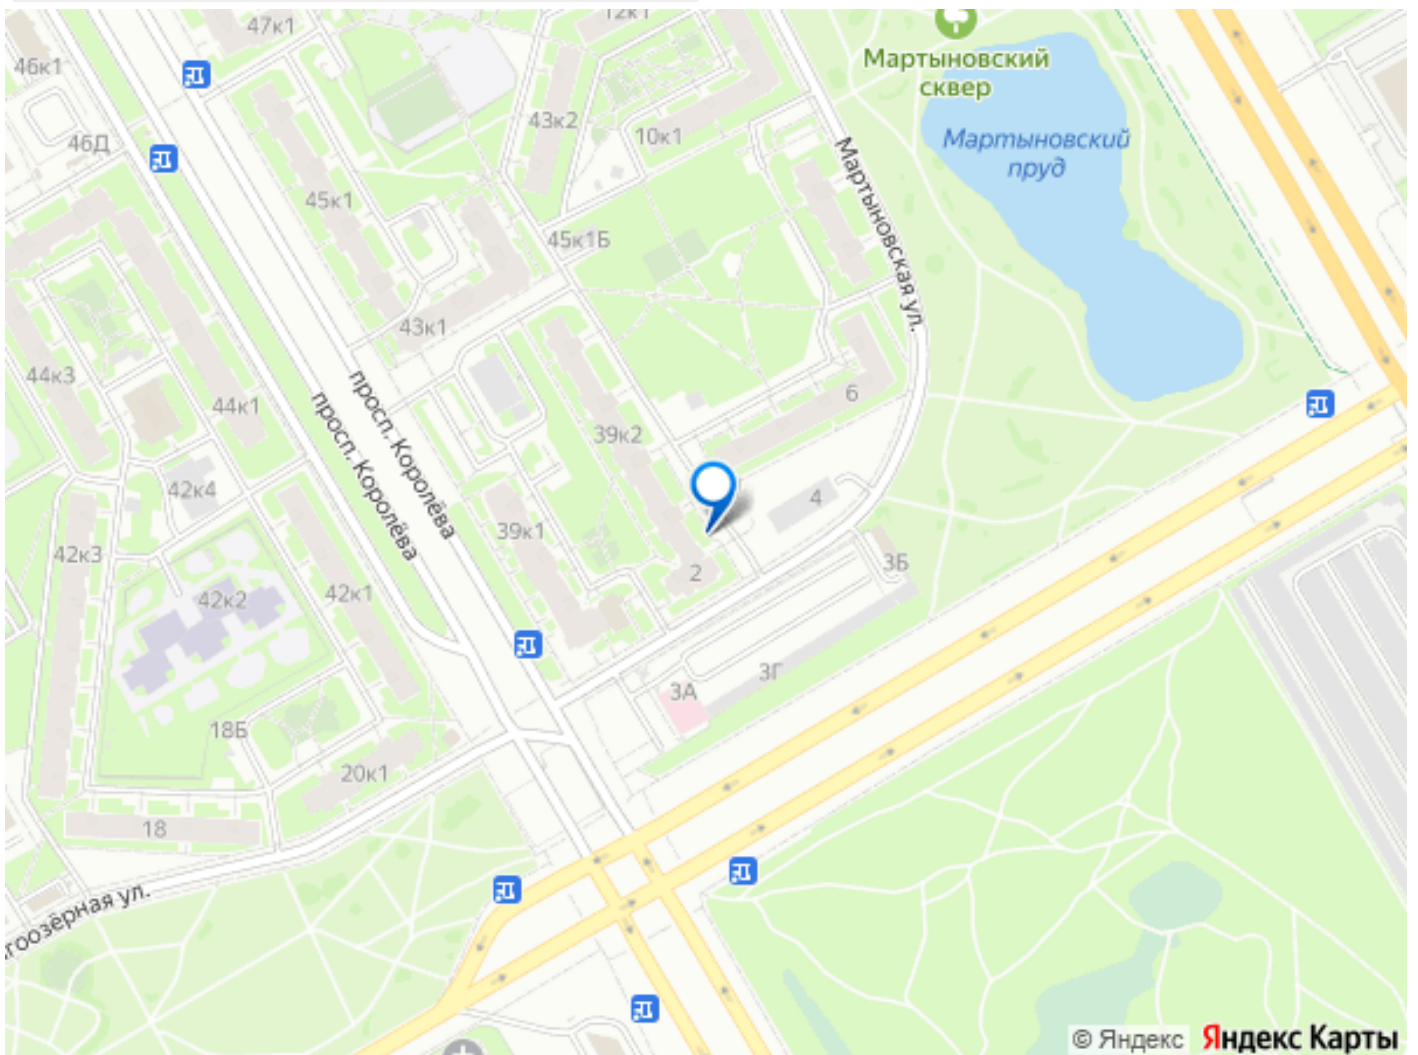 47к1
12к1
46к1
Мартыновский
сквер
43к2
10к1
46Д
Мартыновский
пруд
45к1
45к1Б
Мартыновская ул.
43к1
44к3
44к1
просп. Королёва
просп. Королёва
6
39к2
42к4
4
39к1
42к3
3Б
2
42к2
42к1
3Г
3А
18Б
20к1
18
гоозёрная ул.
© Яндекс Яндекс Карты